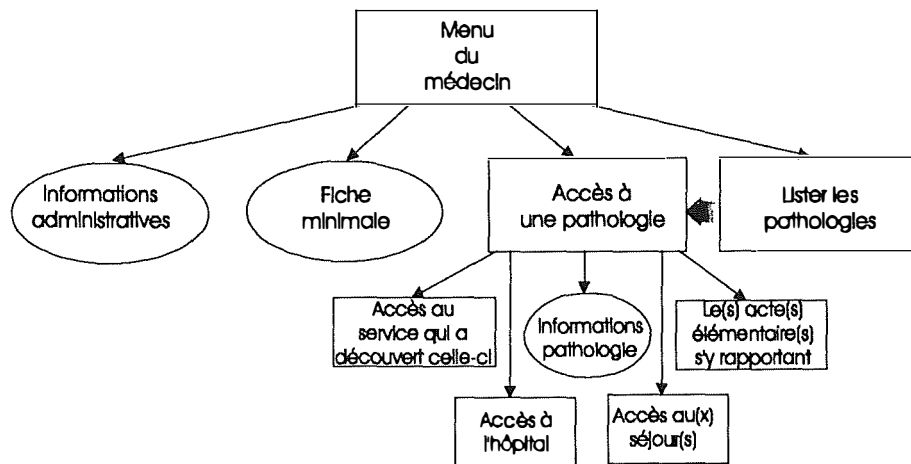 Menu
du
médecin
Informations
administratives
Fiche
minimale
Accès à
une pathologie
Lister les
pathologies
Accès au
service qui a
découvert celle-ci
Informations
pathologie
Le(s) acte(s)
élémentaire(s)
s'y rapportant
Accès à
l'hôpital
Accès au(x)
séjour(s)